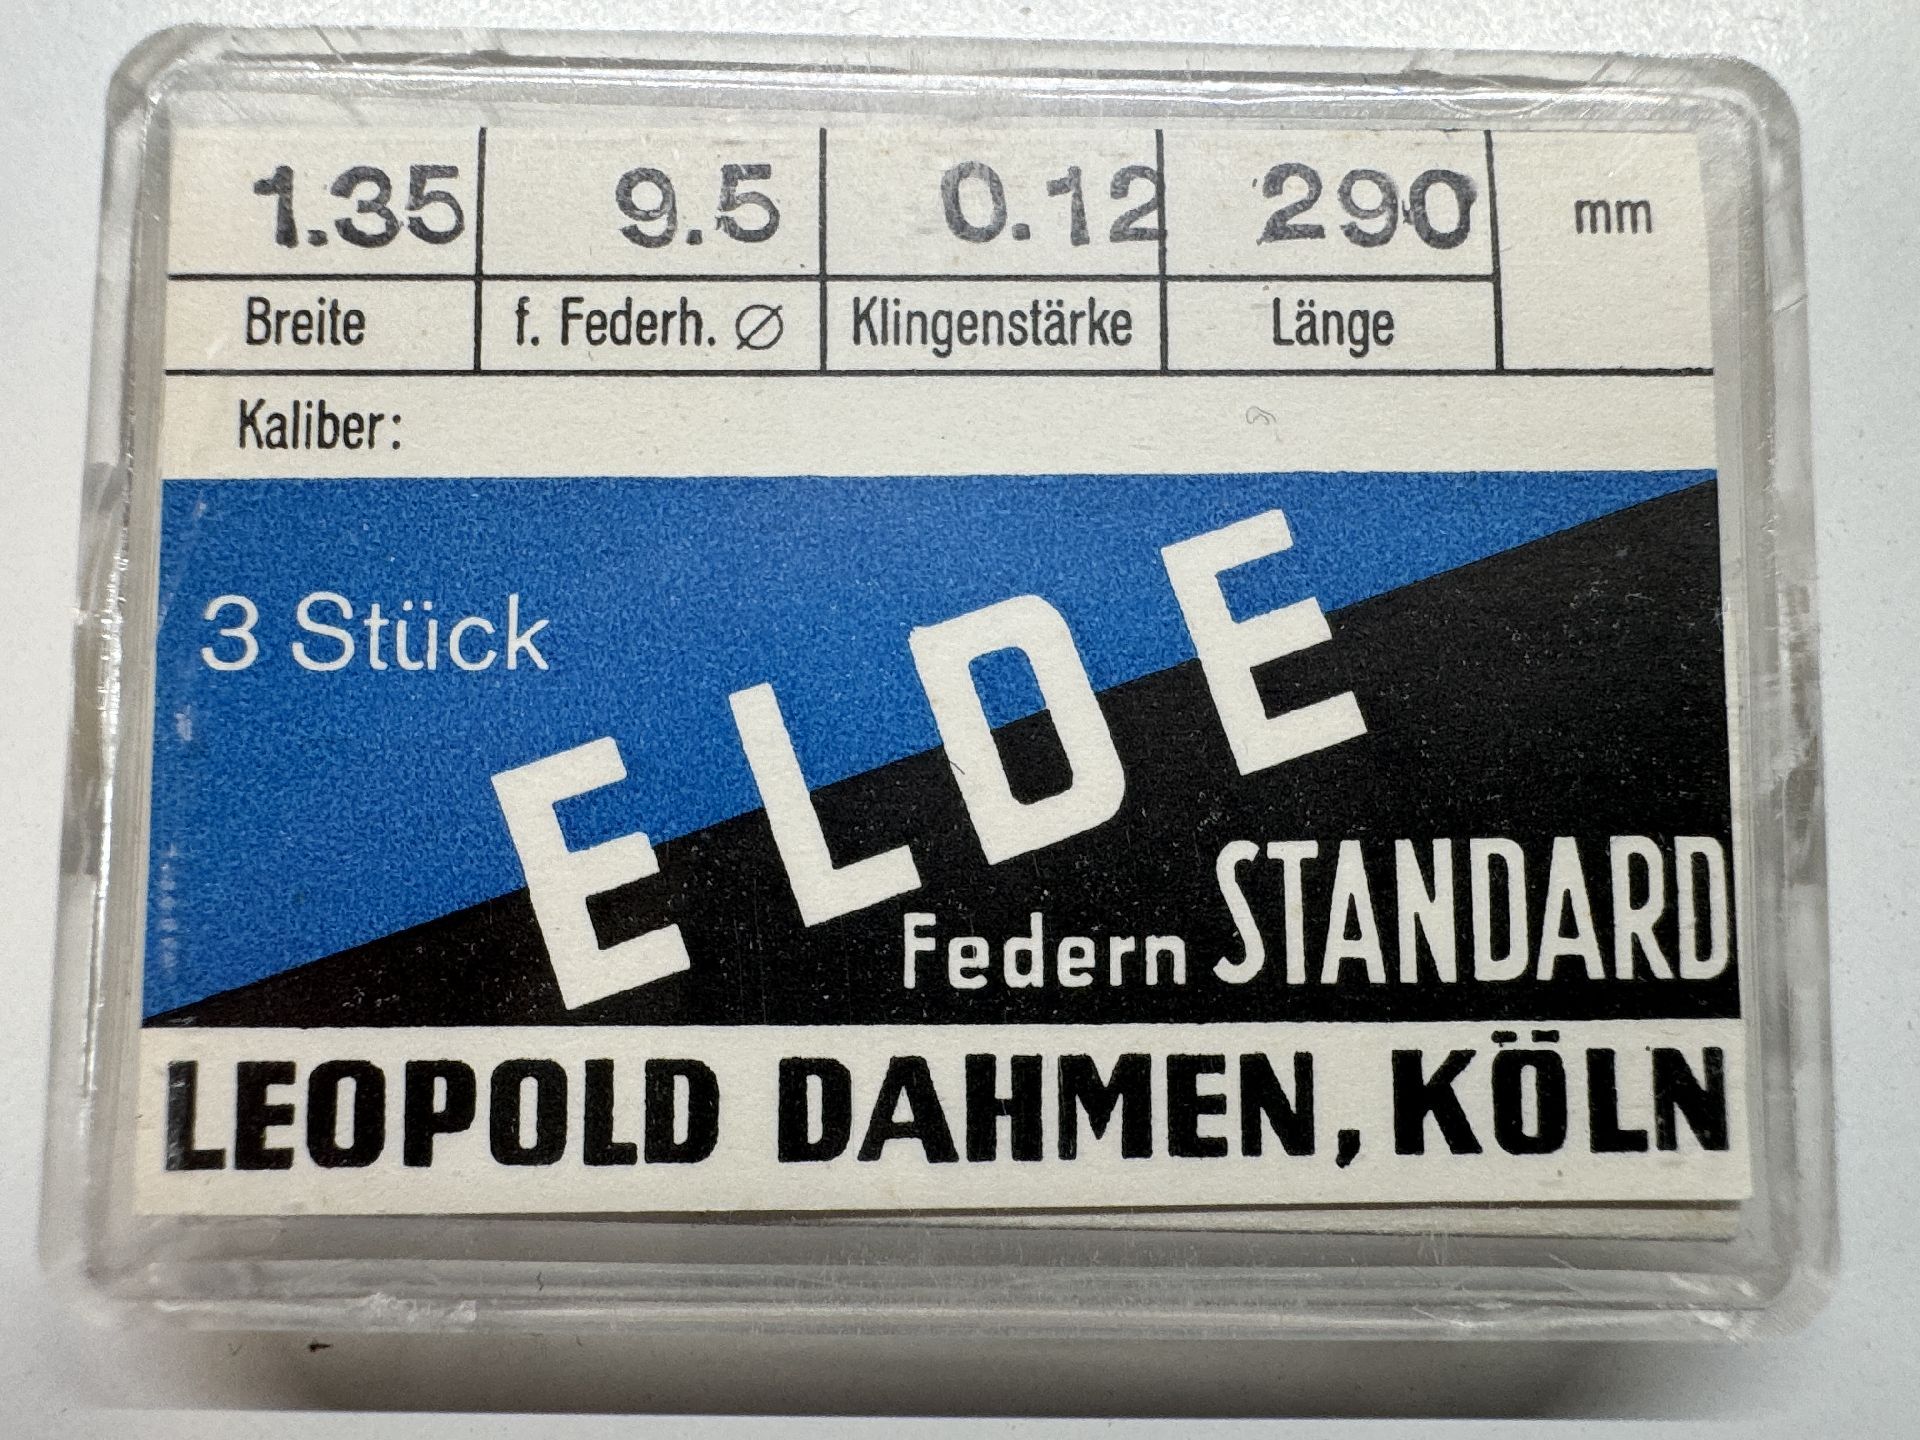 1.35 9.5 0.12 290 mm
Breite f. Federh. ∅ Klingenstärke Länge
Kaliber:
3 Stück
ELDE
Federn STANDARD
LEOPOLD DAHMEN, KÖLN